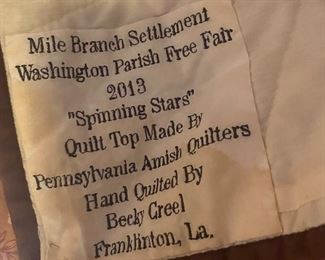 Mile Branch Settlement
Washington Parish Free Fair
2013
"Spinning Stars"
Quilt Top Made By
Pennsylvania Amish Quilters
Hand Quilted By
Becky Creel
Franklinton, La.